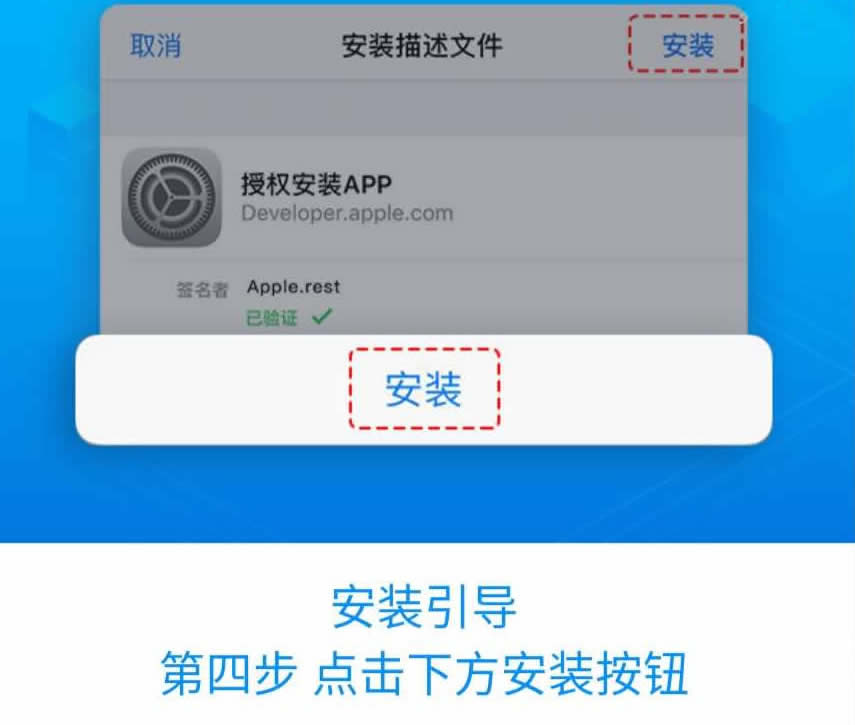 取消 安装描述文件 安装
授权安装APP
Developer.apple.com
签名者 Apple.rest
已验证
安装
安装引导
第四步 点击下方安装按钮